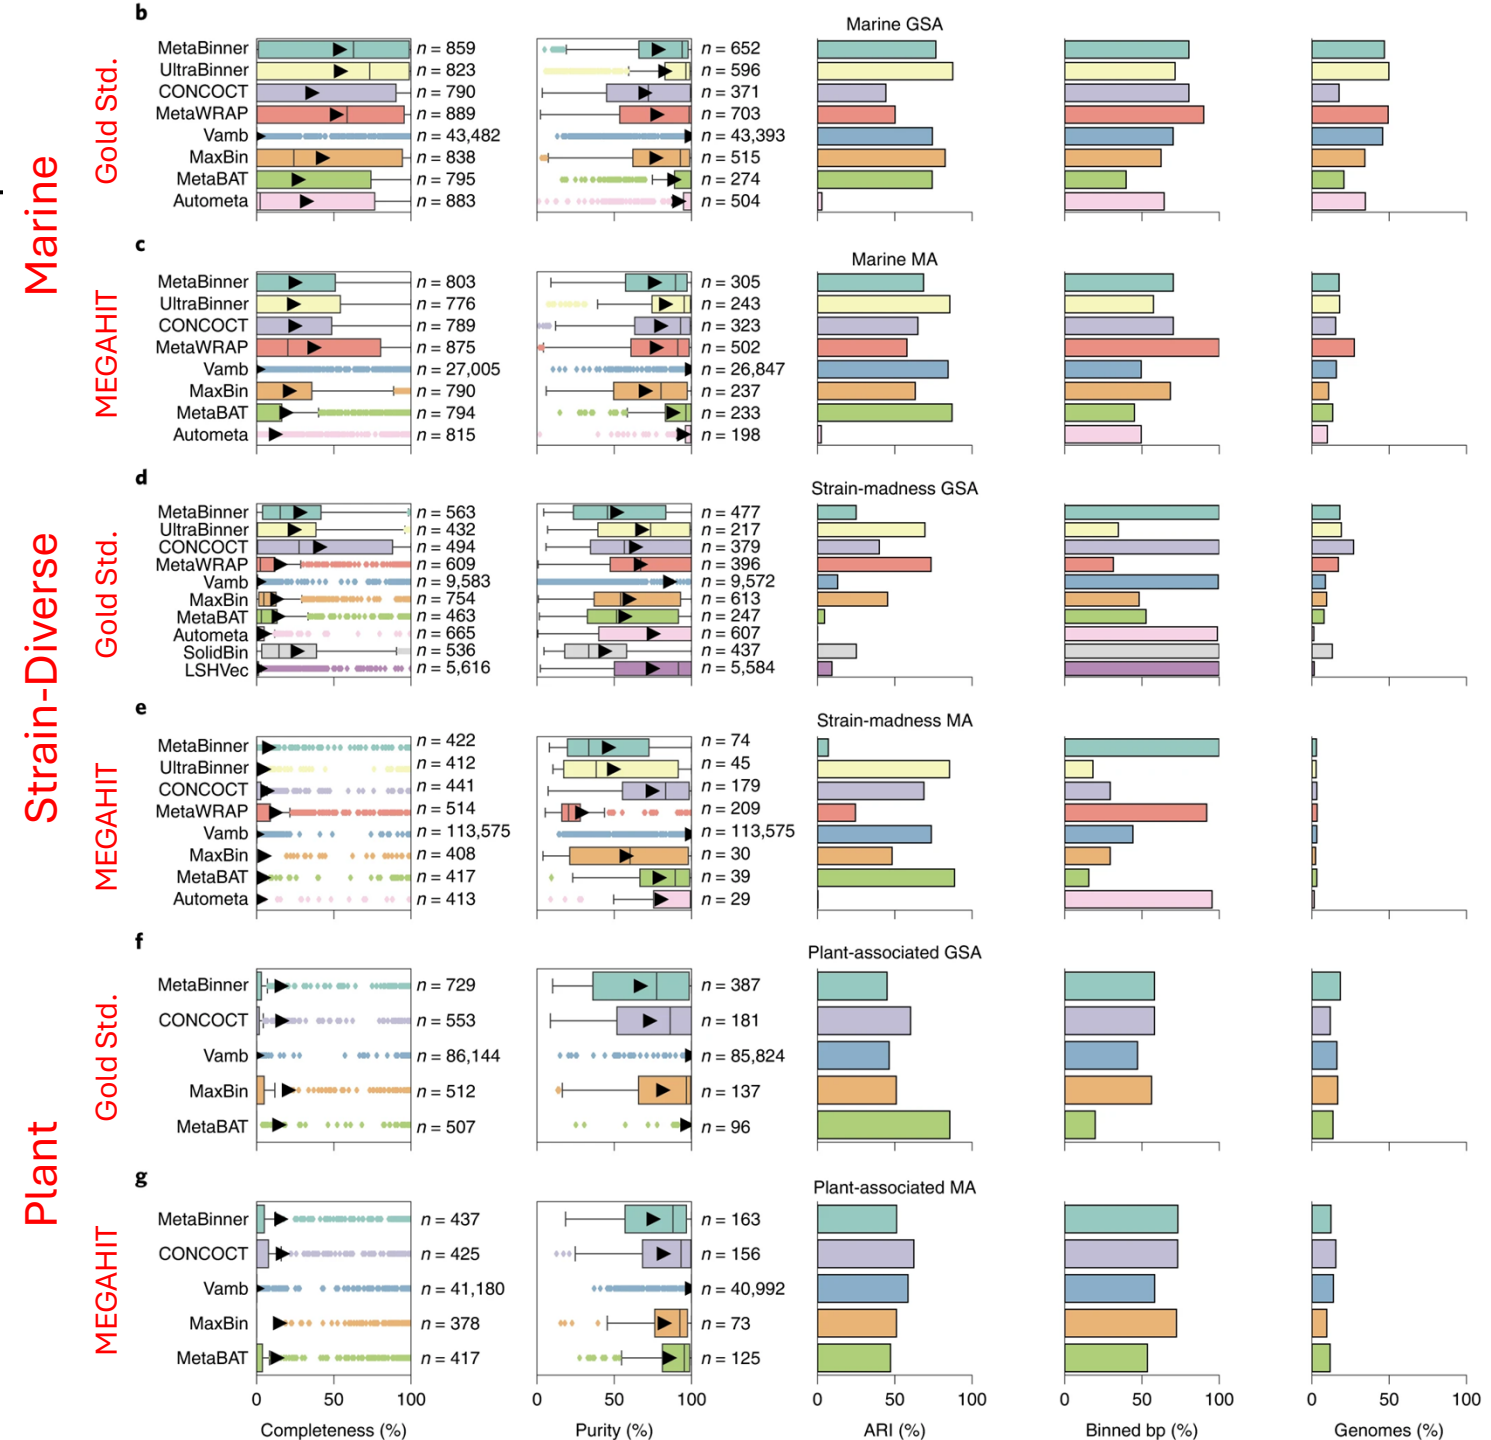 Marine
Strain-Diverse
Plant
Gold Std.
MEGAHIT
Gold Std.
MEGAHIT
Gold Std.
MEGAHIT
b
Marine GSA
MetaBinner n = 859 n = 652
UltraBinner n = 823 n = 596
CONCOCT n = 790 n = 371
MetaWRAP n = 889 n = 703
Vamb n = 43,482 n = 43,393
MaxBin n = 838 n = 515
MetaBAT n = 795 n = 274
Autometa n = 883 n = 504
c
Marine MA
MetaBinner n = 803 n = 305
UltraBinner n = 776 n = 243
CONCOCT n = 789 n = 323
MetaWRAP n = 875 n = 502
Vamb n = 27,005 n = 26,847
MaxBin n = 790 n = 237
MetaBAT n = 794 n = 233
Autometa n = 815 n = 198
d
Strain-madness GSA
MetaBinner n = 563 n = 477
UltraBinner n = 432 n = 217
CONCOCT n = 494 n = 379
MetaWRAP n = 609 n = 396
Vamb n = 9,583 n = 9,572
MaxBin n = 754 n = 613
MetaBAT n = 463 n = 247
Autometa n = 665 n = 607
SolidBin n = 536 n = 437
LSHVec n = 5,616 n = 5,584
e
Strain-madness MA
MetaBinner n = 422 n = 74
UltraBinner n = 412 n = 45
CONCOCT n = 441 n = 179
MetaWRAP n = 514 n = 209
Vamb n = 113,575 n = 113,575
MaxBin n = 408 n = 30
MetaBAT n = 417 n = 39
Autometa n = 413 n = 29
f
Plant-associated GSA
MetaBinner n = 729 n = 387
CONCOCT n = 553 n = 181
Vamb n = 86,144 n = 85,824
MaxBin n = 512 n = 137
MetaBAT n = 507 n = 96
g
Plant-associated MA
MetaBinner n = 437 n = 163
CONCOCT n = 425 n = 156
Vamb n = 41,180 n = 40,992
MaxBin n = 378 n = 73
MetaBAT n = 417 n = 125
0 50 100 0 50 100 0 50 100 0 50 100 0 50 100
Completeness (%) Purity (%) ARI (%) Binned bp (%) Genomes (%)